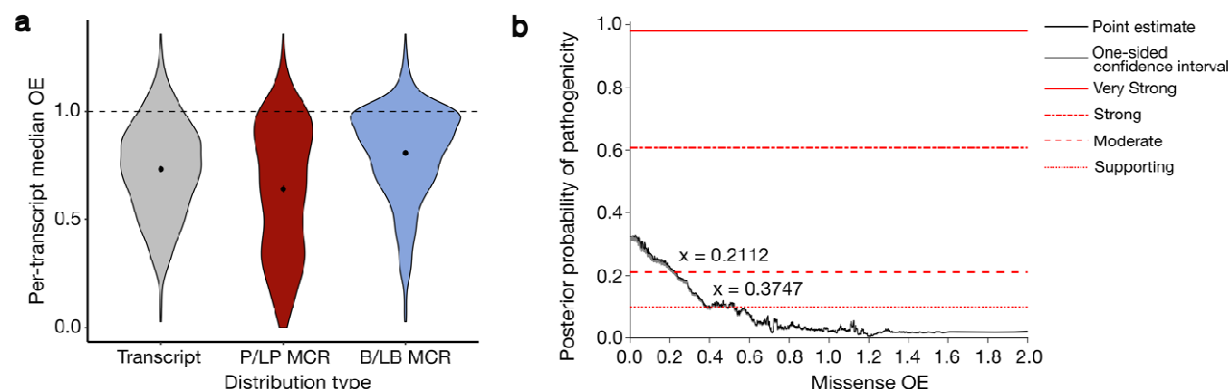 a
Per-transcript median OE
1.0
0.5
0.0
Transcript
P/LP MCR
B/LB MCR
Distribution type
b
Posterior probability of pathogenicity
1.0
0.8
0.6
0.4
0.2
0.0
x = 0.2112
x = 0.3747
0.0 0.2 0.4 0.6 0.8 1.0 1.2 1.4 1.6 1.8 2.0
Missense OE
Point estimate
One-sided
confidence interval
Very Strong
Strong
Moderate
Supporting